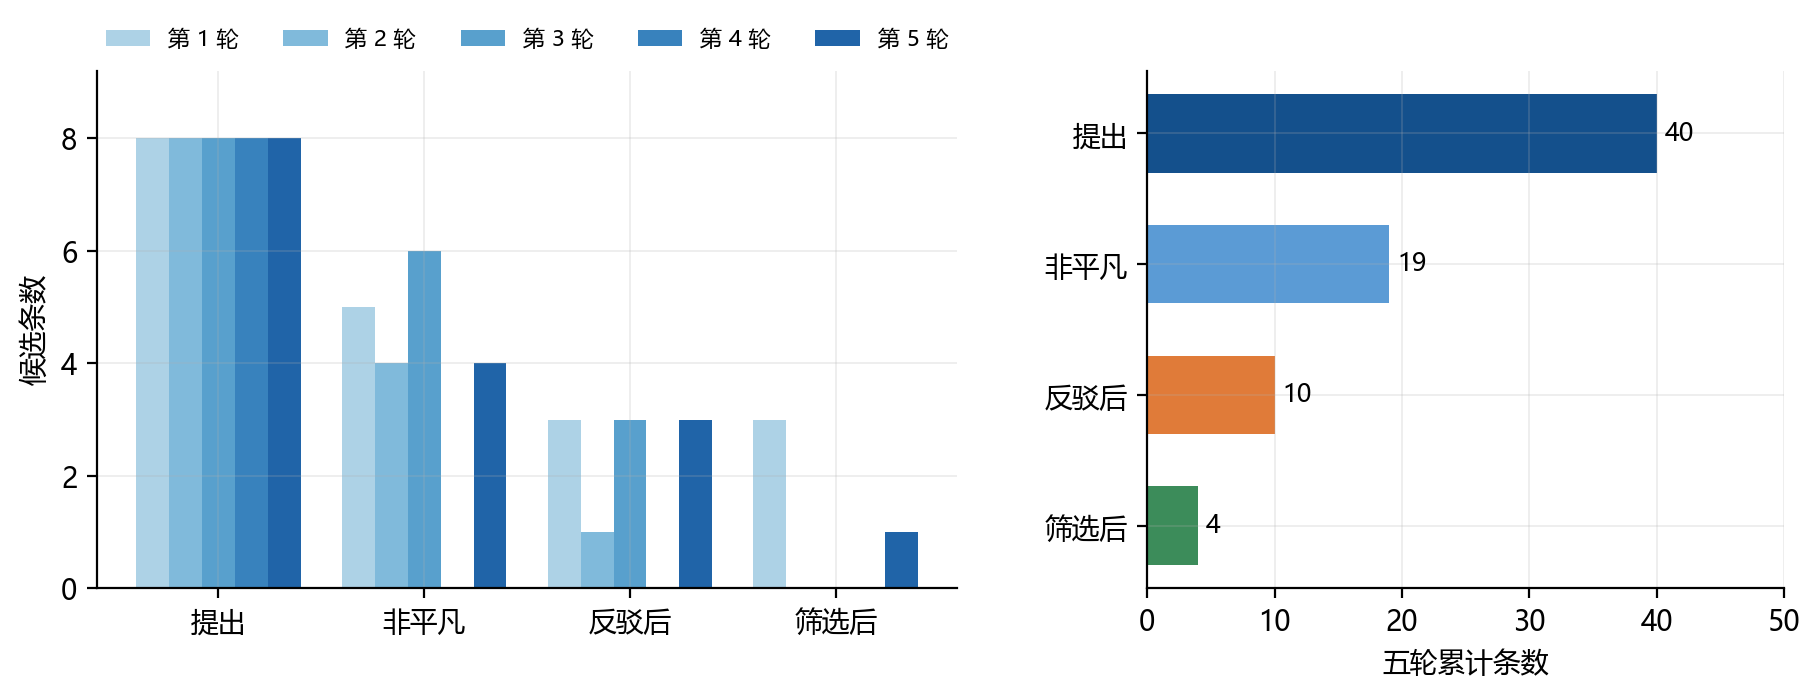 第 1 轮 第 2 轮 第 3 轮 第 4 轮 第 5 轮
候选条数
8
6
4
2
0
提出 非平凡 反驳后 筛选后
提出 40
非平凡 19
反驳后 10
筛选后 4
0 10 20 30 40 50
五轮累计条数